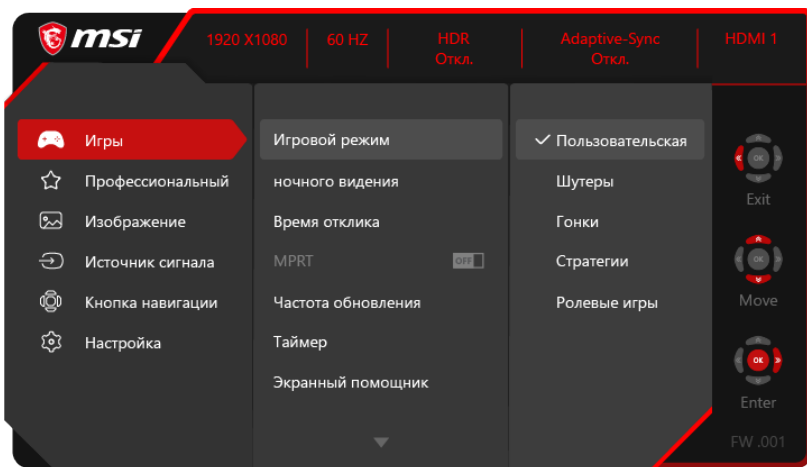 msi
1920 X1080
60 HZ
HDR
Откл.
Adaptive-Sync
Откл.
HDMI 1
Игры
Профессиональный
Изображение
Источник сигнала
Кнопка навигации
Настройка
Игровой режим
ночного видения
Время отклика
MPRT
OFF
Частота обновления
Таймер
Экранный помощник
Пользовательская
Шутеры
Гонки
Стратегии
Ролевые игры
OK
Exit
OK
Move
OK
Enter
FW .001